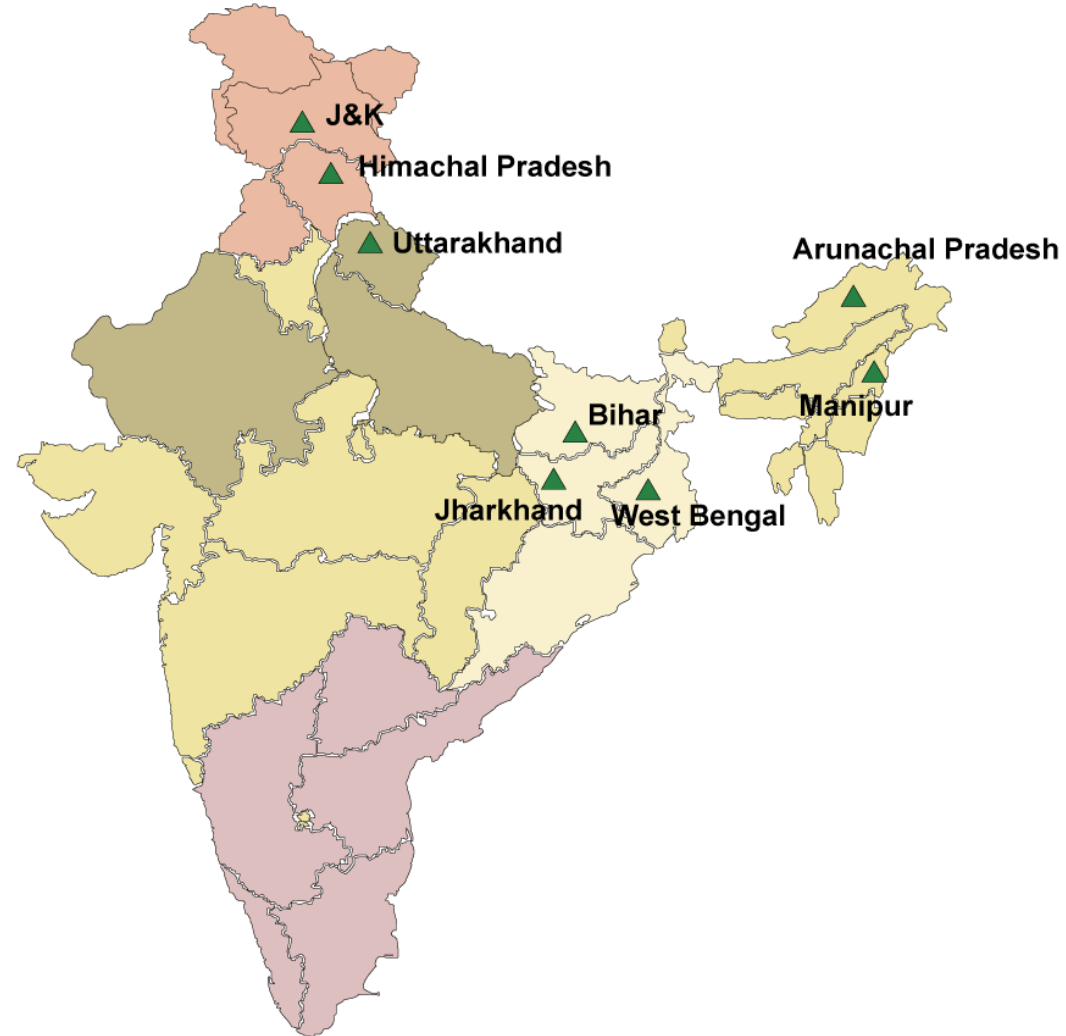 J&K
Himachal Pradesh
Uttarakhand
Arunachal Pradesh
Manipur
Bihar
Jharkhand
West Bengal